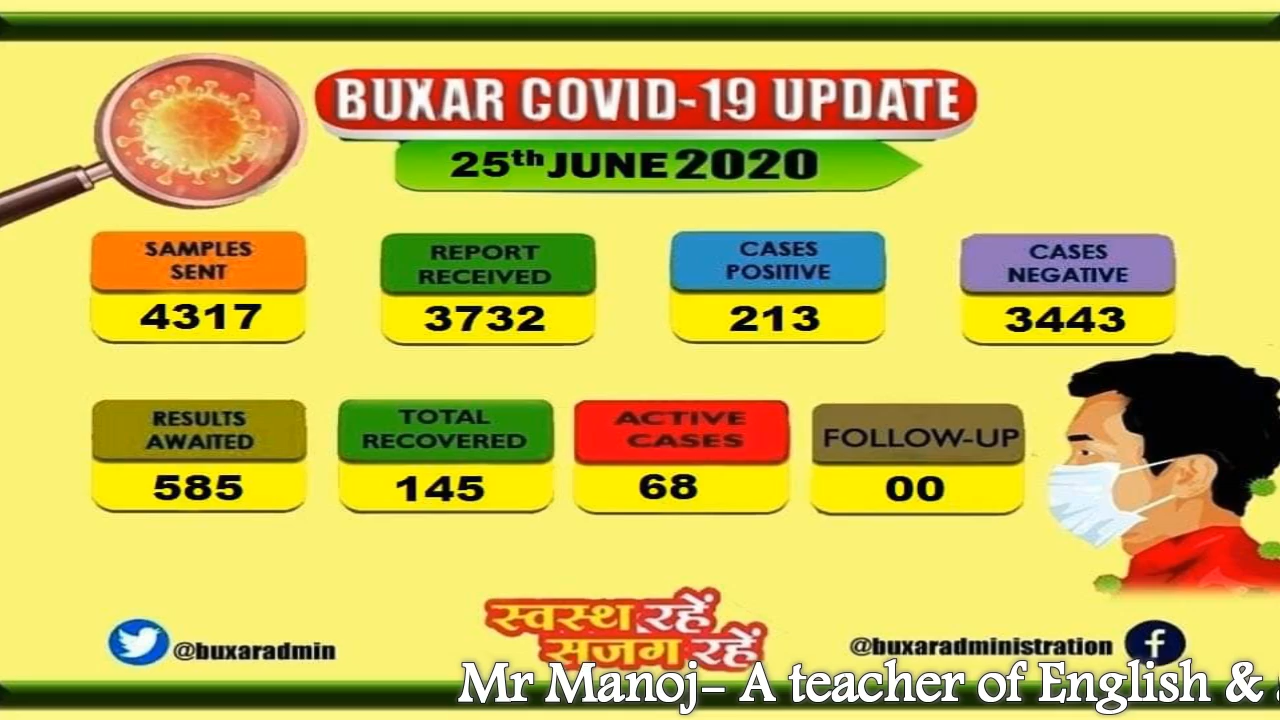 BUXAR COVID-19 UPDATE
25th JUNE 2020
SAMPLES
SENT
4317
REPORT
RECEIVED
3732
CASES
POSITIVE
213
CASES
NEGATIVE
3443
RESULTS
AWAITED
585
TOTAL
RECOVERED
145
ACTIVE
CASES
68
FOLLOW-UP
00
स्वस्थ रहें
सजग रहें
@buxaradmin
@buxaradministration
f
Mr Manoj- A teacher of English &